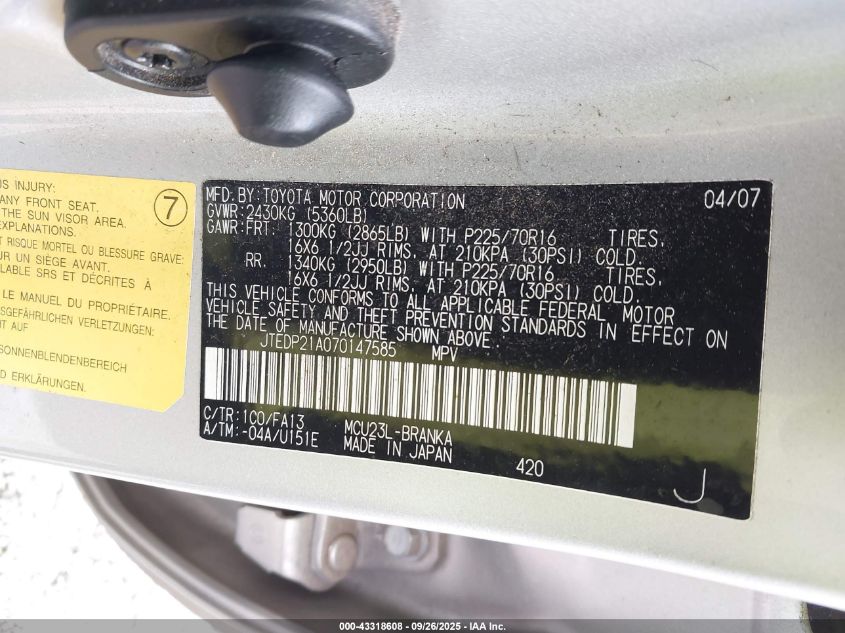 S INJURY:
ANY FRONT SEAT.
THE SUN VISOR AREA.
EXPLANATIONS.
7
T RISQUE MORTEL OU BLESSURE GRAVE:
UR UN SIÈGE AVANT.
ALABLE SRS ET DÉCRITES À
LE MANUEL DU PROPRIÉTAIRE.
NSGEFÄHRLICHEN VERLETZUNGEN:
HT AUF
SONNENBLENDENBEREICH
D ERKLÄRUNGEN.
MFD.BY:TOYOTA MOTOR CORPORATION 04/07
GVWR:2430KG (5360LB)
GAWR:FRT. 1300KG (2865LB) WITH P225/70R16 TIRES,
16X6 1/2JJ RIMS, AT 210KPA (30PSI) COLD.
RR. 1340KG (2950LB) WITH P225/70R16 TIRES,
16X6 1/2JJ RIMS, AT 210KPA (30PSI) COLD.
THIS VEHICLE CONFORMS TO ALL APPLICABLE FEDERAL MOTOR
VEHICLE SAFETY AND THEFT PREVENTION STANDARDS IN EFFECT ON
THE DATE OF MANUFACTURE SHOWN ABOVE.
JTEDP21A070147585 MPV
C/TR:1C0/FA13 MCU23L-BRANKA
A/TM:-04A/U151E MADE IN JAPAN
420
J
000-43318608 - 09/26/2025 - IAA Inc.